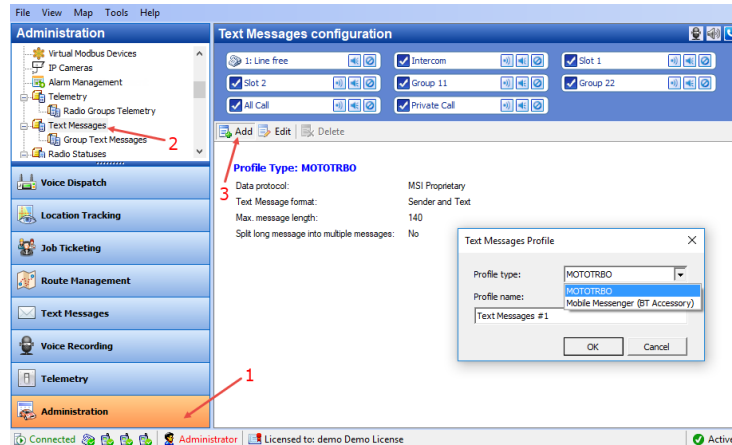 File View Map Tools Help
Administration
Text Messages configuration
Virtual Modbus Devices
IP Cameras
Alarm Management
Telemetry
Radio Groups Telemetry
Text Messages
Group Text Messages
Radio Statuses
2
1: Line free
Intercom
Slot 1
Slot 2
Group 11
Group 22
All Call
Private Call
Add Edit Delete
3
Profile Type: MOTOTRBO
Data protocol: MSI Proprietary
Text Message format: Sender and Text
Max. message length: 140
Split long message into multiple messages: No
Text Messages Profile
Profile type: MOTOTRBO
MOTOTRBO
Mobile Messenger (BT Accessory)
Profile name:
Text Messages #1
OK Cancel
Voice Dispatch
Location Tracking
Job Ticketing
Route Management
Text Messages
Voice Recording
Telemetry
Administration
1
Connected Administrator Licensed to: demo Demo License Active